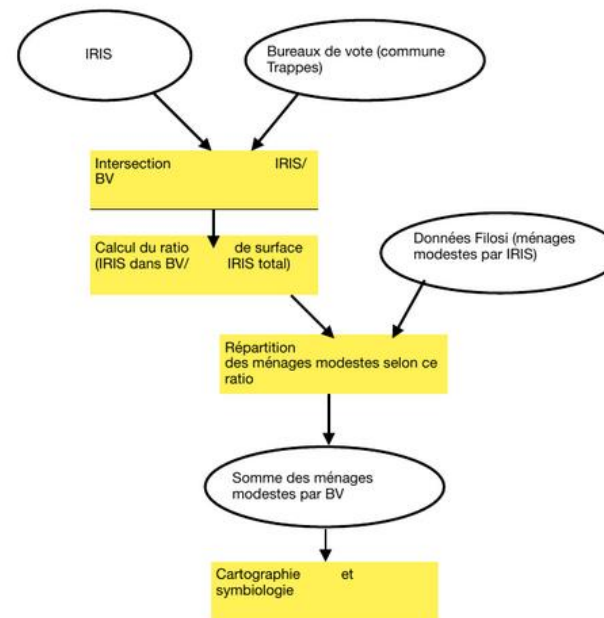 IRIS
Bureaux de vote (commune
Trappes)
Intersection IRIS/
BV
Calcul du ratio de surface
(IRIS dans BV/ IRIS total)
Données Filosi (ménages
modestes par IRIS)
Répartition
des ménages modestes selon ce
ratio
Somme des ménages
modestes par BV
Cartographie et
symbiologie